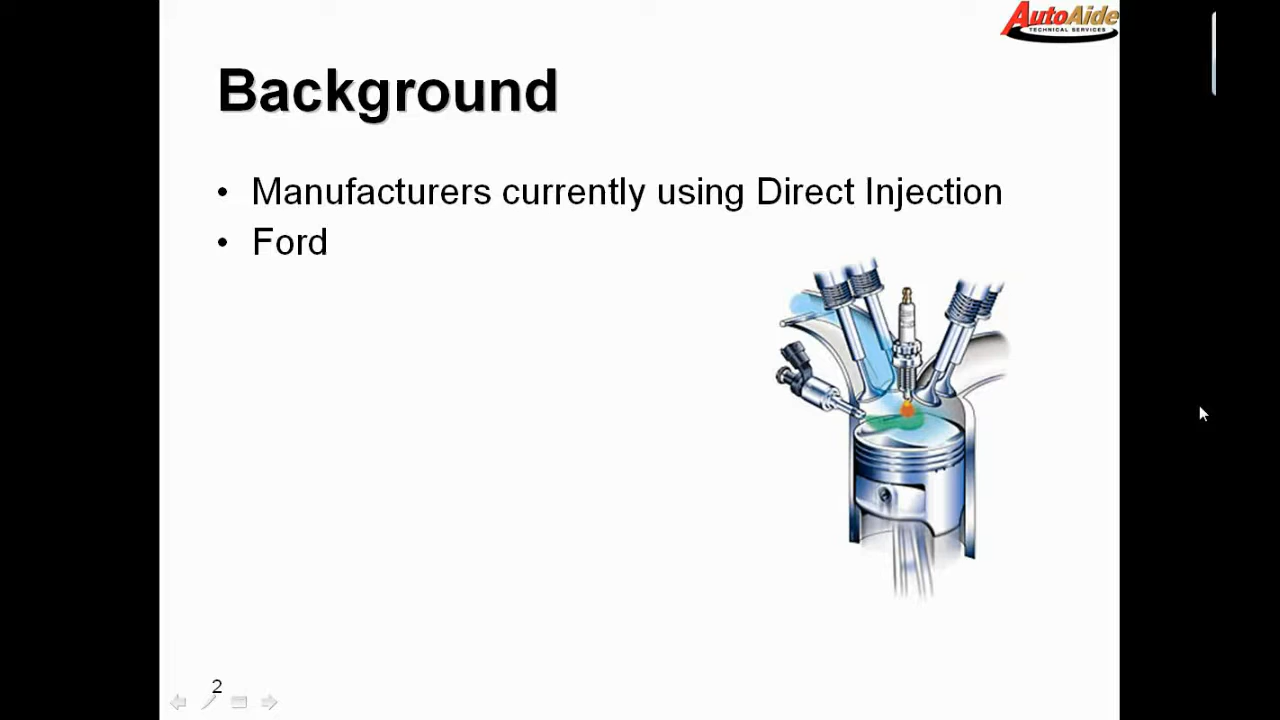 AutoAide
TECHNICAL SERVICES
Background
• Manufacturers currently using Direct Injection
• Ford
2